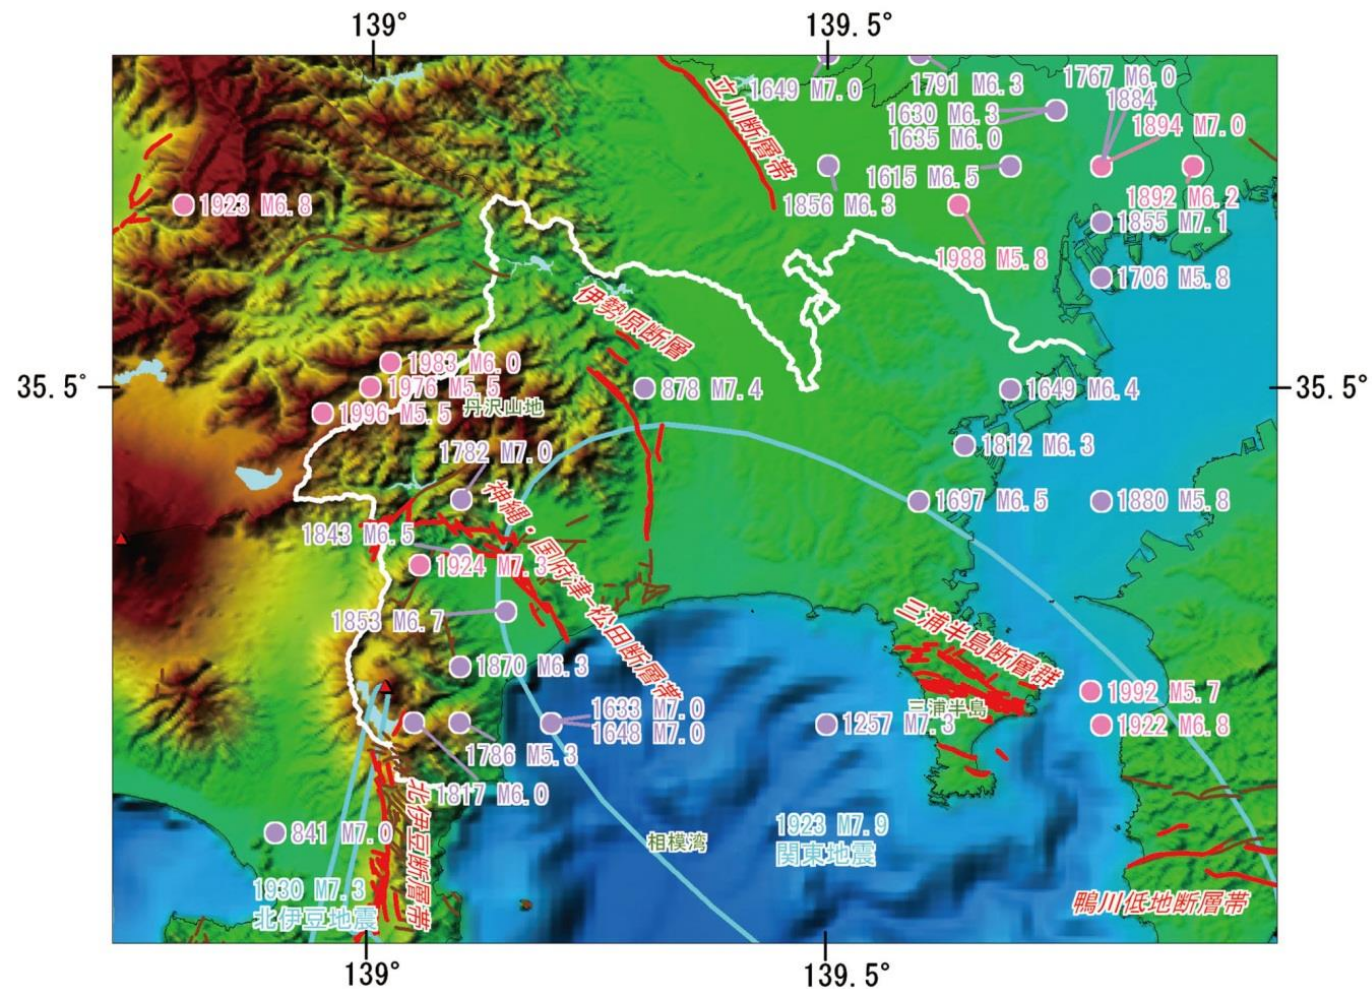 139°
139.5°
1649 M7.0
1791 M6.3
1767 M6.0
1884
1630 M6.3
1635 M6.0
1894 M7.0
立川断層帯
1615 M6.5
1856 M6.3
1892 M6.2
1923 M6.8
1855 M7.1
1988 M5.8
1706 M5.8
伊勢原断層
1983 M6.0
35.5°
1976 M5.5
878 M7.4
1649 M6.4
35.5°
1996 M5.5
丹沢山地
1782 M7.0
1812 M6.3
神縄・国府津-松田断層帯
1697 M6.5
1880 M5.8
1843 M6.5
1924 M7.3
1853 M6.7
三浦半島断層群
1870 M6.3
1992 M5.7
1633 M7.0
1648 M7.0
三浦半島
1257 M7.3
1922 M6.8
1786 M5.3
1817 M6.0
北伊豆断層帯
841 M7.0
相模湾
1923 M7.9
関東地震
1930 M7.3
北伊豆地震
鴨川低地断層帯
139°
139.5°